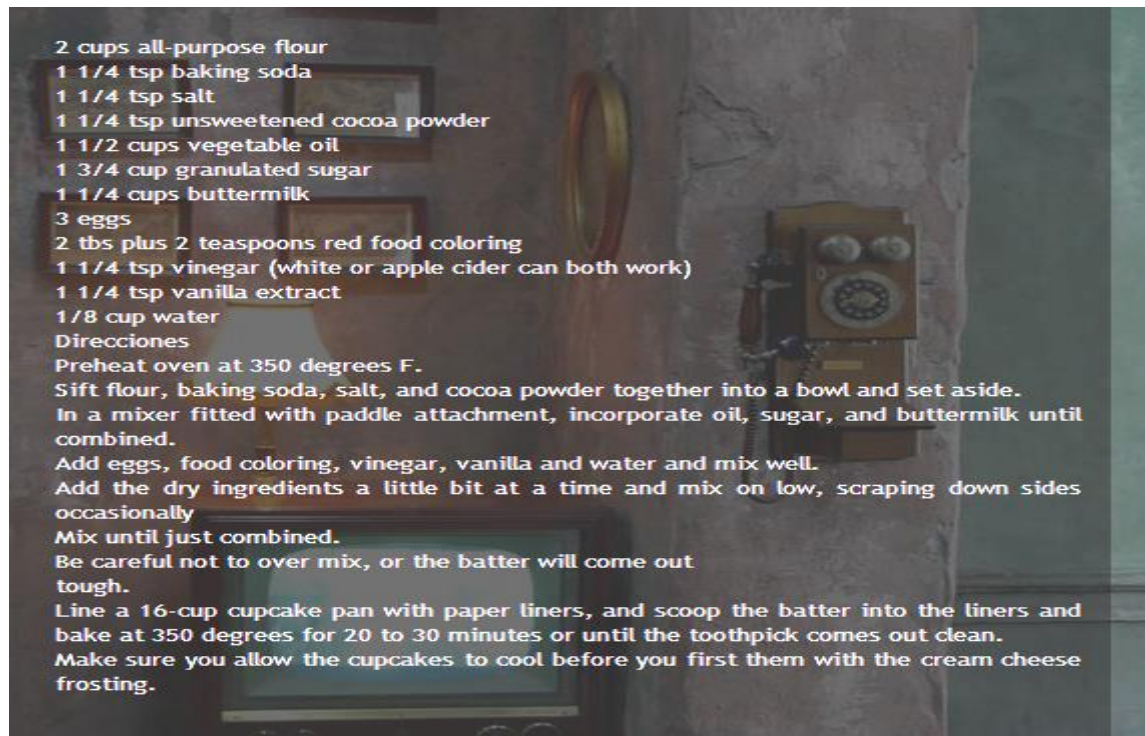 2 cups all-purpose flour
1 1/4 tsp baking soda
1 1/4 tsp salt
1 1/4 tsp unsweetened cocoa powder
1 1/2 cups vegetable oil
1 3/4 cup granulated sugar
1 1/4 cups buttermilk
3 eggs
2 tbs plus 2 teaspoons red food coloring
1 1/4 tsp vinegar (white or apple cider can both work)
1 1/4 tsp vanilla extract
1/8 cup water
Direcciones
Preheat oven at 350 degrees F.
Sift flour, baking soda, salt, and cocoa powder together into a bowl and set aside.
In a mixer fitted with paddle attachment, incorporate oil, sugar, and buttermilk until
combined.
Add eggs, food coloring, vinegar, vanilla and water and mix well.
Add the dry ingredients a little bit at a time and mix on low, scraping down sides
occasionally
Mix until just combined.
Be careful not to over mix, or the batter will come out
tough.
Line a 16-cup cupcake pan with paper liners, and scoop the batter into the liners and
bake at 350 degrees for 20 to 30 minutes or until the toothpick comes out clean.
Make sure you allow the cupcakes to cool before you first them with the cream cheese
frosting.